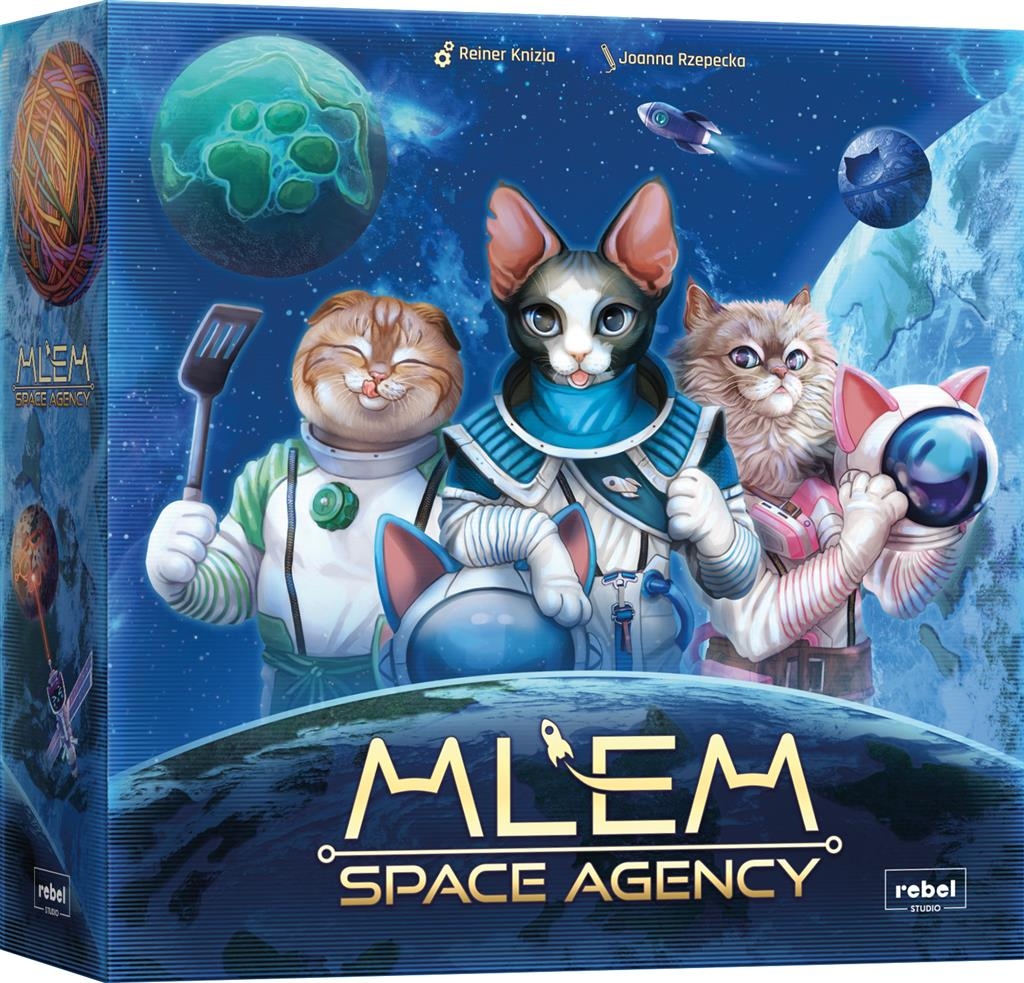 Reiner Knizia
Joanna Rzepecka
MLEM
SPACE AGENCY
rebel
STUDIO
MLEM
SPACE AGENCY
rebel
STUDIO